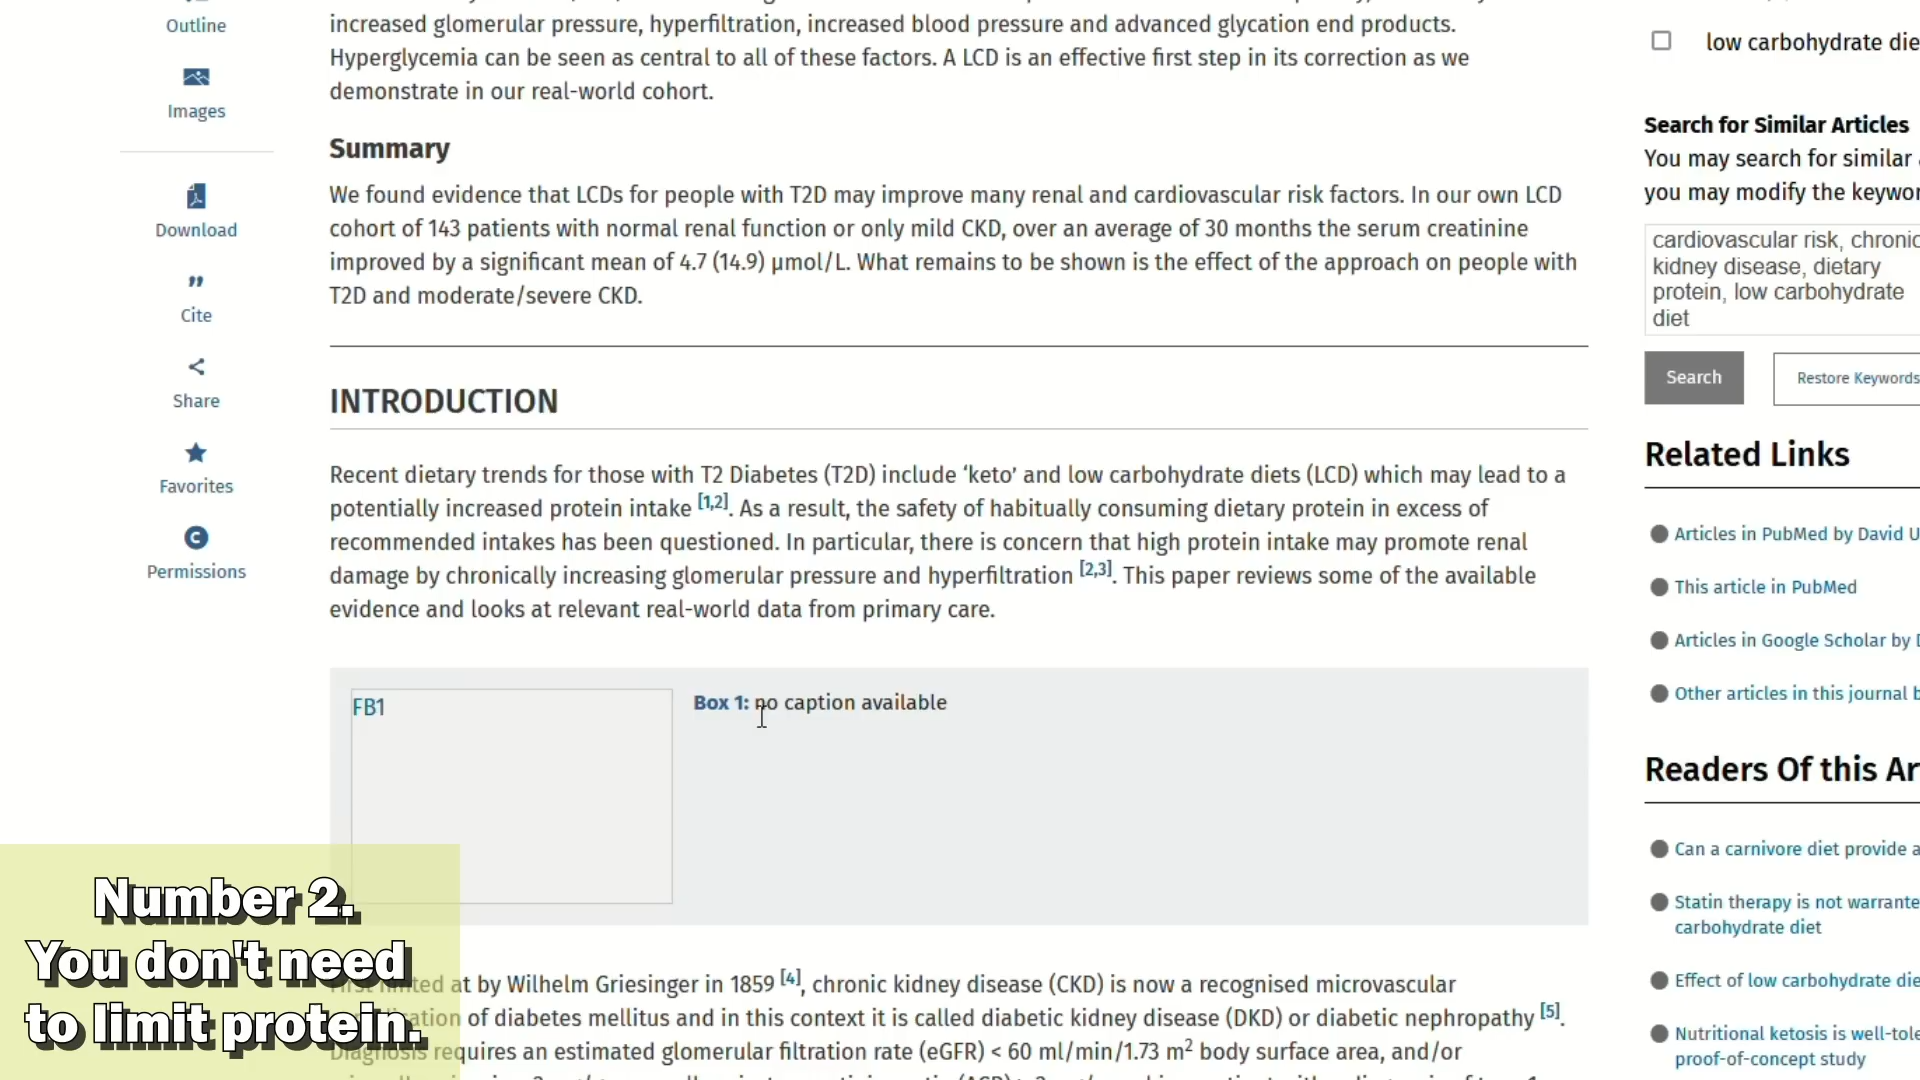 Outline
Images
Download
Cite
Share
Favorites
Permissions
increased glomerular pressure, hyperfiltration, increased blood pressure and advanced glycation end products.
Hyperglycemia can be seen as central to all of these factors. A LCD is an effective first step in its correction as we
demonstrate in our real-world cohort.
Summary
We found evidence that LCDs for people with T2D may improve many renal and cardiovascular risk factors. In our own LCD
cohort of 143 patients with normal renal function or only mild CKD, over an average of 30 months the serum creatinine
improved by a significant mean of 4.7 (14.9) μmol/L. What remains to be shown is the effect of the approach on people with
T2D and moderate/severe CKD.
INTRODUCTION
Recent dietary trends for those with T2 Diabetes (T2D) include ‘keto’ and low carbohydrate diets (LCD) which may lead to a
potentially increased protein intake [1,2]. As a result, the safety of habitually consuming dietary protein in excess of
recommended intakes has been questioned. In particular, there is concern that high protein intake may promote renal
damage by chronically increasing glomerular pressure and hyperfiltration [2,3]. This paper reviews some of the available
evidence and looks at relevant real-world data from primary care.
FB1
Box 1: no caption available
at by Wilhelm Griesinger in 1859 [4], chronic kidney disease (CKD) is now a recognised microvascular
of diabetes mellitus and in this context it is called diabetic kidney disease (DKD) or diabetic nephropathy [5].
Diagnosis requires an estimated glomerular filtration rate (eGFR) < 60 ml/min/1.73 m2 body surface area, and/or
Number 2.
You don't need
to limit protein.
low carbohydrate die
Search for Similar Articles
You may search for similar
you may modify the keywor
cardiovascular risk, chronic
kidney disease, dietary
protein, low carbohydrate
diet
Search
Restore Keywords
Related Links
Articles in PubMed by David U
This article in PubMed
Articles in Google Scholar by D
Other articles in this journal b
Readers Of this Ar
Can a carnivore diet provide a
Statin therapy is not warrante
carbohydrate diet
Effect of low carbohydrate die
Nutritional ketosis is well-tole
proof-of-concept study